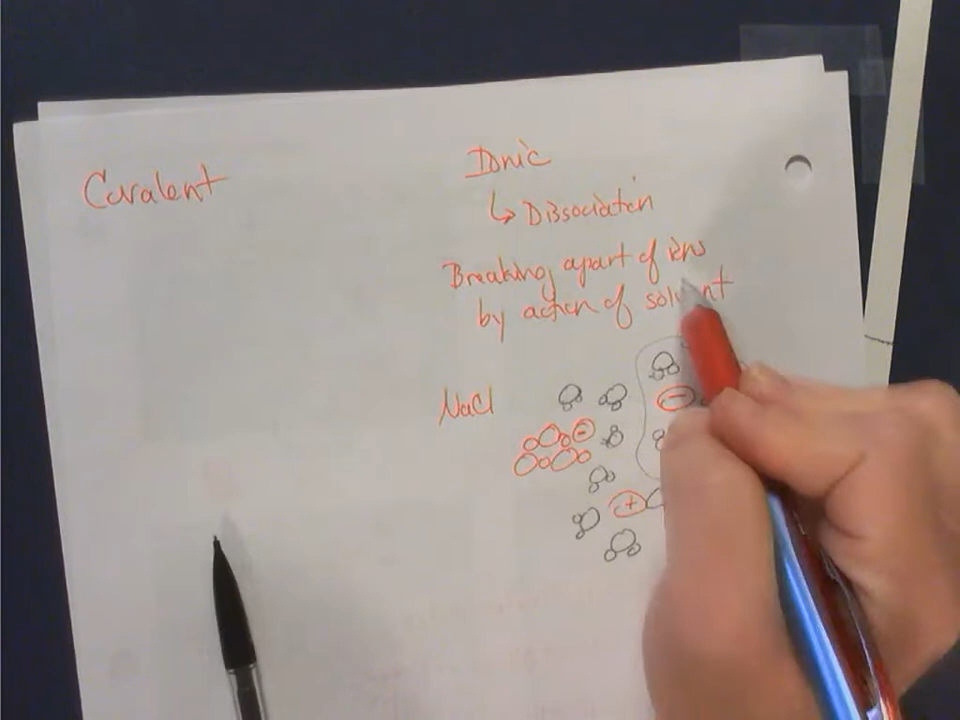 Covalent
Ionic
↳ Dissociation
Breaking apart of ions
by action of solvent
NaCl
-
-
+